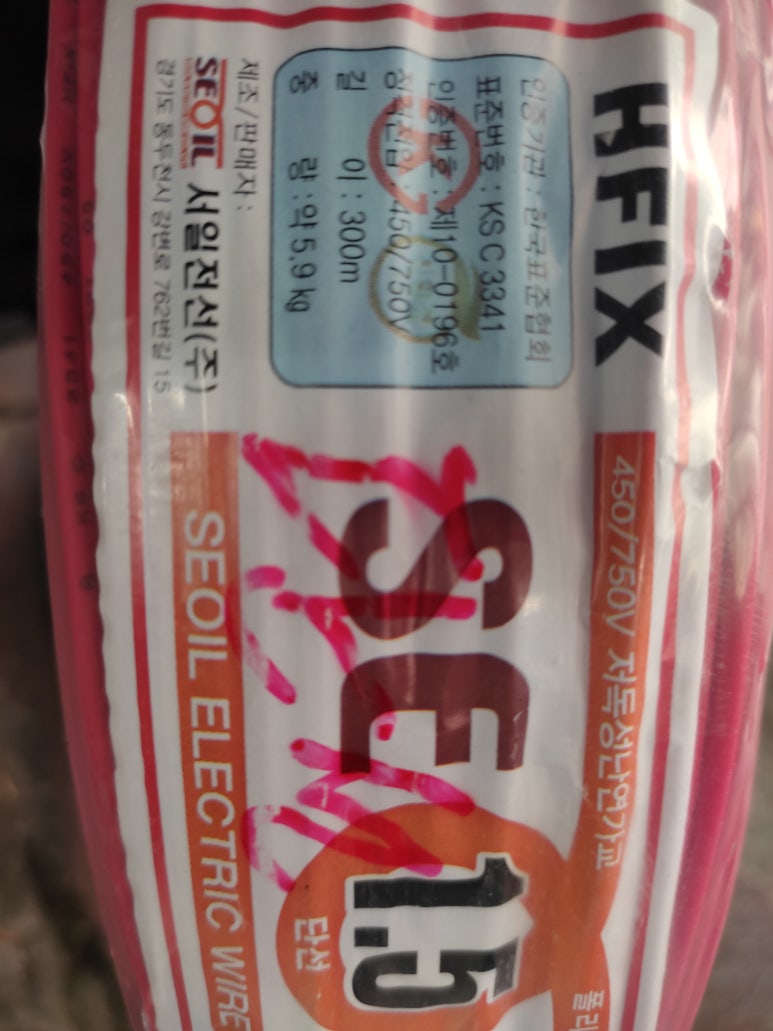 HFIX
인증기관 : 한국표준협회
표준번호 : KS C 3341
인증번호 : 제10-0196호
정격전압 : 450/750V
길 이 : 300m
중 량 : 약 5.9 kg
제조/판매자 :
SEOIL 서일전선(주)
경기도 동두천시 강변로 762번길 15
450/750V 저독성난연가교
폴리
SE
1.5
단선
SEOIL ELECTRIC WIRE